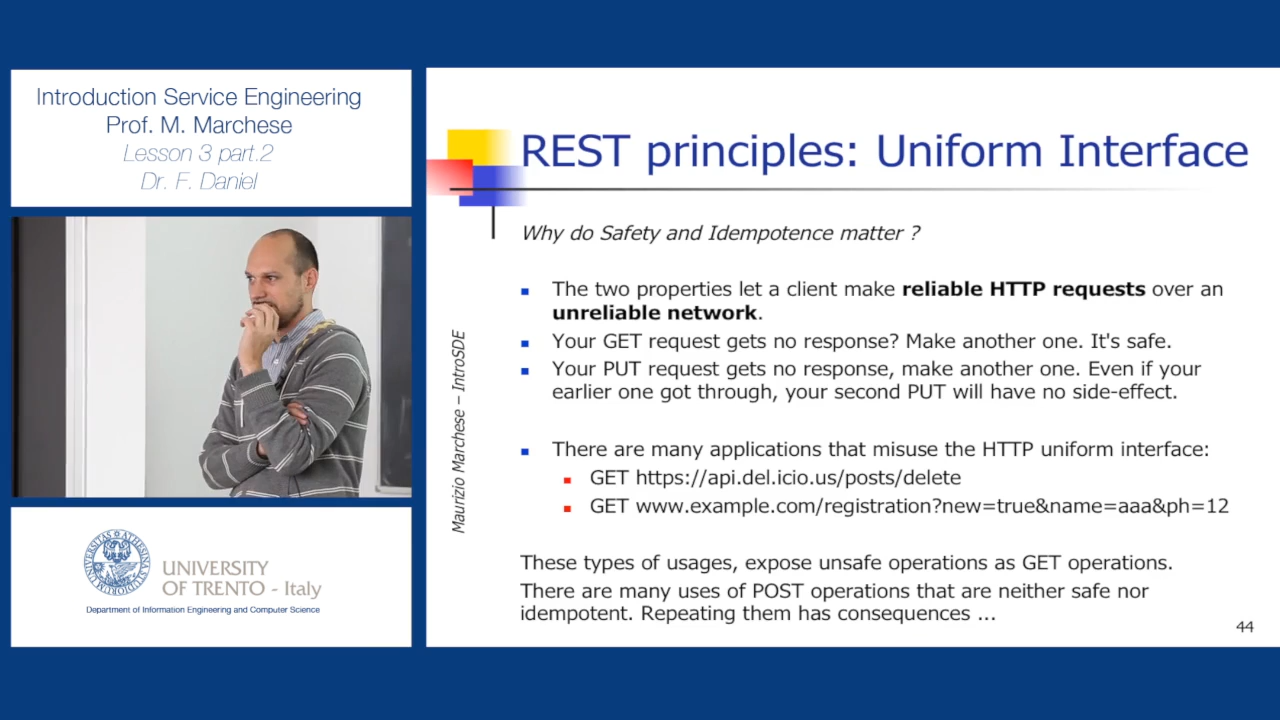 Introduction Service Engineering
Prof. M. Marchese
Lesson 3 part.2
Dr. F. Daniel
UNIVERSITY
OF TRENTO - Italy
Department of Information Engineering and Computer Science
REST principles: Uniform Interface
Why do Safety and Idempotence matter ?
The two properties let a client make reliable HTTP requests over an
unreliable network.
Your GET request gets no response? Make another one. It's safe.
Your PUT request gets no response, make another one. Even if your
earlier one got through, your second PUT will have no side-effect.
There are many applications that misuse the HTTP uniform interface:
GET https://api.del.icio.us/posts/delete
GET www.example.com/registration?new=true&name=aaa&ph=12
These types of usages, expose unsafe operations as GET operations.
There are many uses of POST operations that are neither safe nor
idempotent. Repeating them has consequences ...
Maurizio Marchese – IntroSDE
44